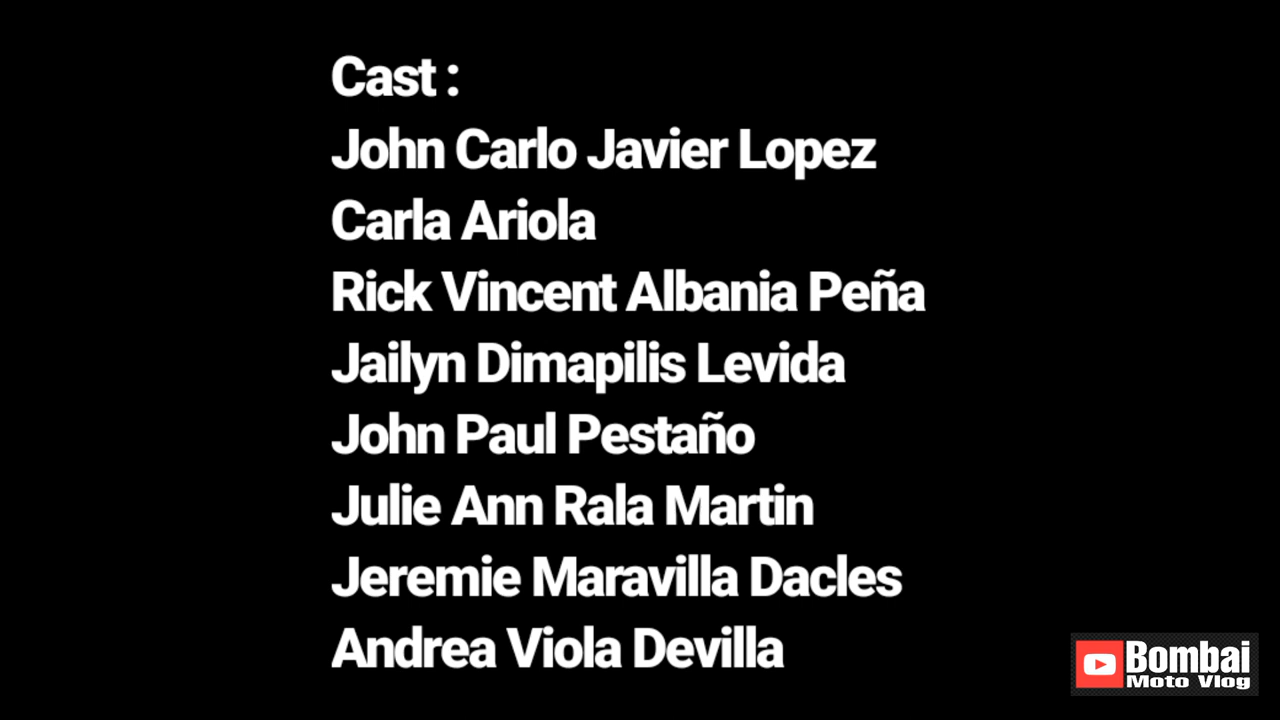 Cast :
John Carlo Javier Lopez
Carla Ariola
Rick Vincent Albania Peña
Jailyn Dimapilis Levida
John Paul Pestaño
Julie Ann Rala Martin
Jeremie Maravilla Dacles
Andrea Viola Devilla
Bombai
Moto Vlog